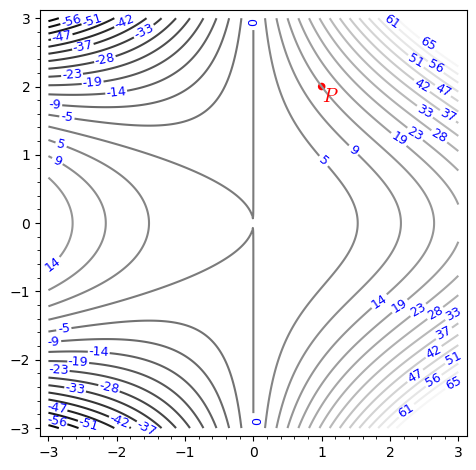 3
2
1
0
−1
−2
−3
-56 -51 -42 0 61
-47 -33 65
-37 51 56
-28
-23 -19 42 47
-14 P
-9 33 37
-5 19 23 28
5 9
9 5
14
14 19 23 28 33
-5 37
-9 -14 42
-19 51
-23 47 56 65
-33 -28
-47 61
-56 -51 -42 -37 0
−3 −2 −1 0 1 2 3